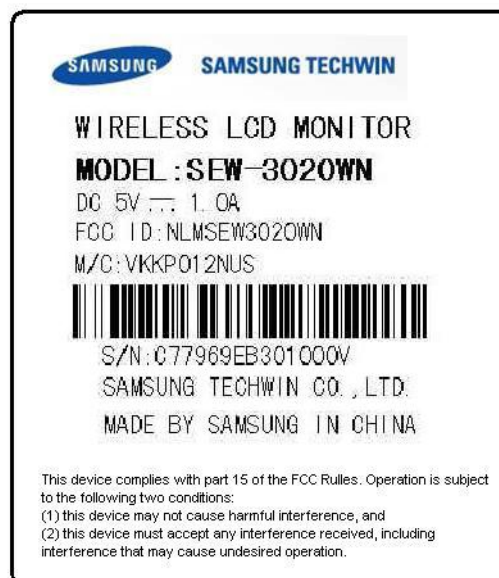 SAMSUNG SAMSUNG TECHWIN
WIRELESS LCD MONITOR
MODEL:SEW-3020WN
DC 5V ⎓ 1.0A
FCC ID:NLMSEW3020WN
M/C:VKKP012NUS
S/N:C77969EB301000V
SAMSUNG TECHWIN CO.,LTD.
MADE BY SAMSUNG IN CHINA
This device complies with part 15 of the FCC Rulles. Operation is subject
to the following two conditions:
(1) this device may not cause harmful interference, and
(2) this device must accept any interference received, including
interference that may cause undesired operation.